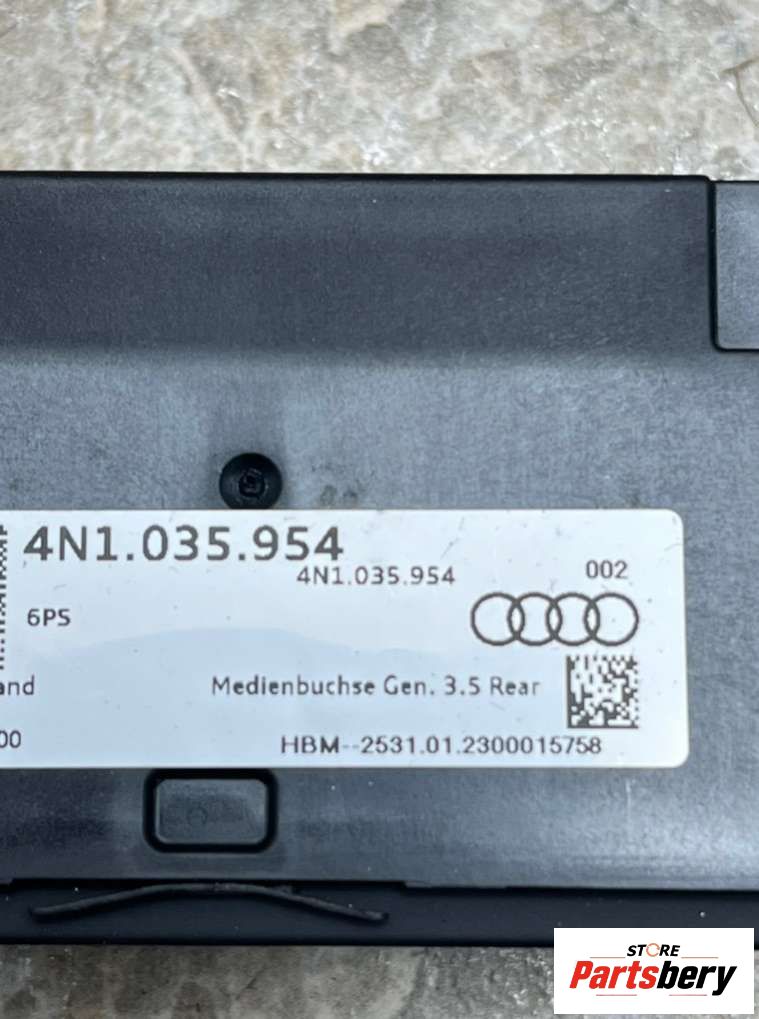 4N1.035.954
4N1.035.954
002
6PS
and
Medienbuchse Gen. 3.5 Rear
00
HBM--2531.01.2300015758
STORE
Partsbery